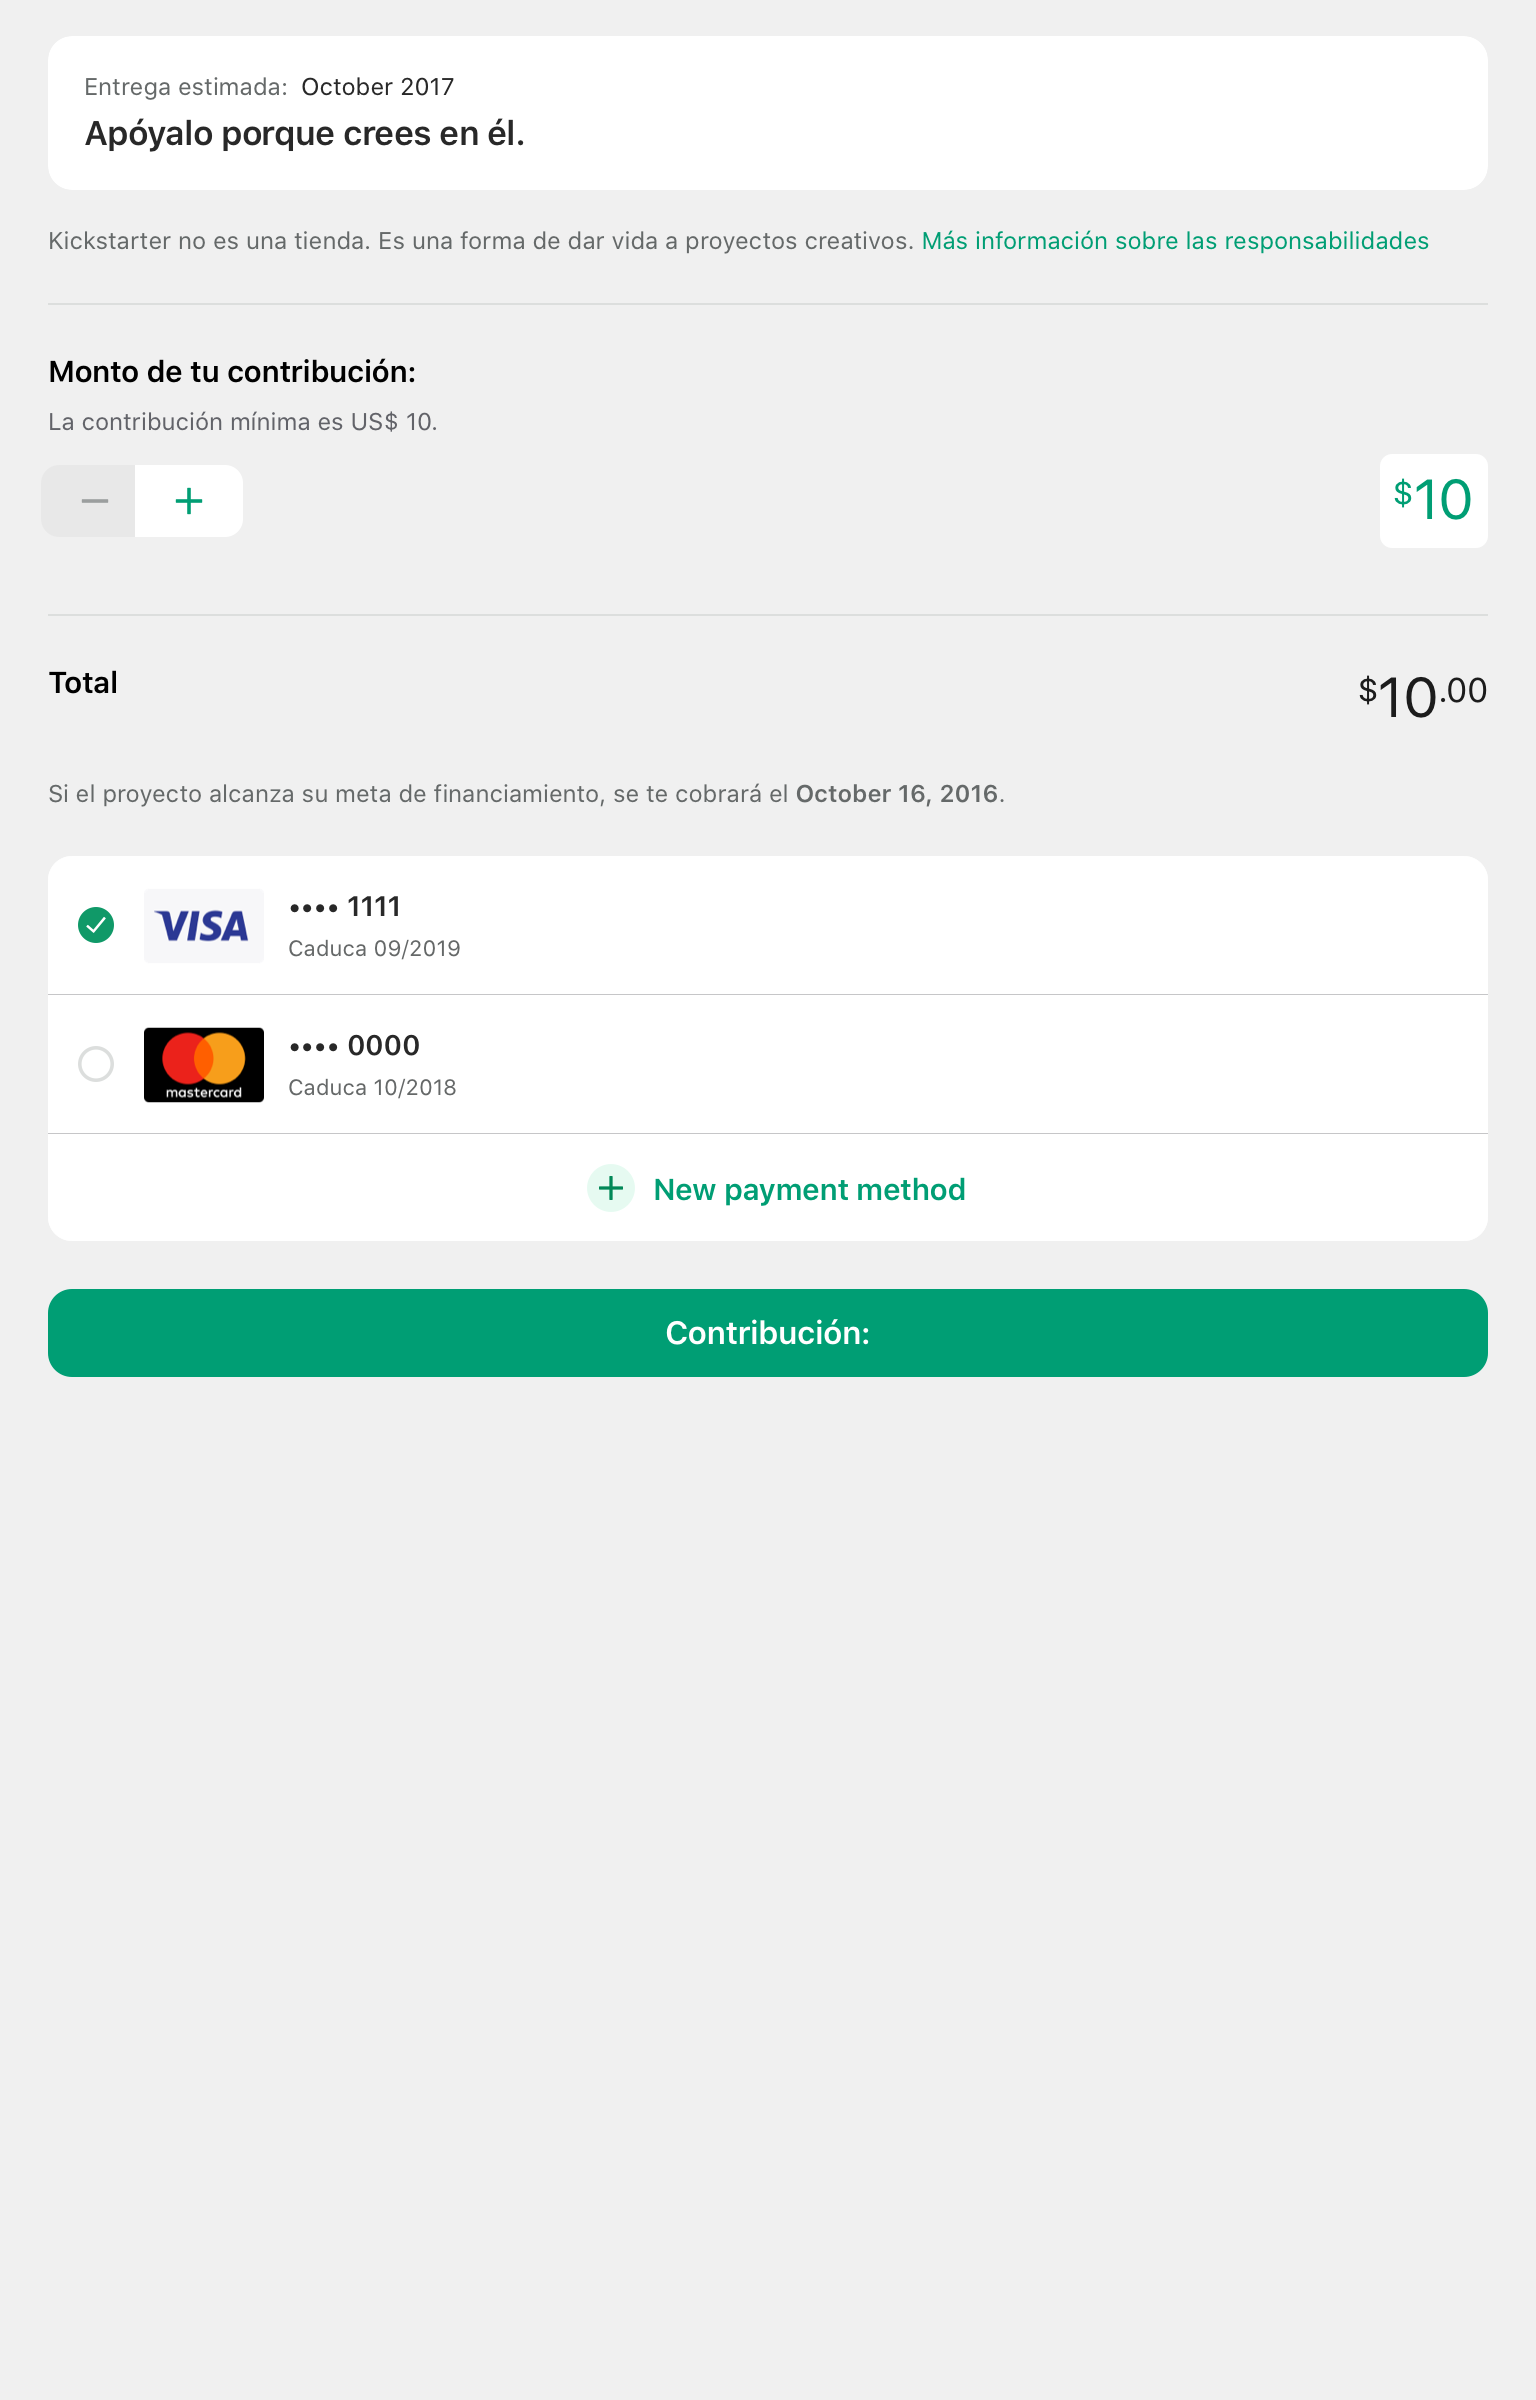 Entrega estimada: October 2017
Apóyalo porque crees en él.
Kickstarter no es una tienda. Es una forma de dar vida a proyectos creativos. Más información sobre las responsabilidades
Monto de tu contribución:
La contribución mínima es US$ 10.
$10
Total
$10.00
Si el proyecto alcanza su meta de financiamiento, se te cobrará el October 16, 2016.
VISA
•••• 1111
Caduca 09/2019
mastercard
•••• 0000
Caduca 10/2018
New payment method
Contribución: